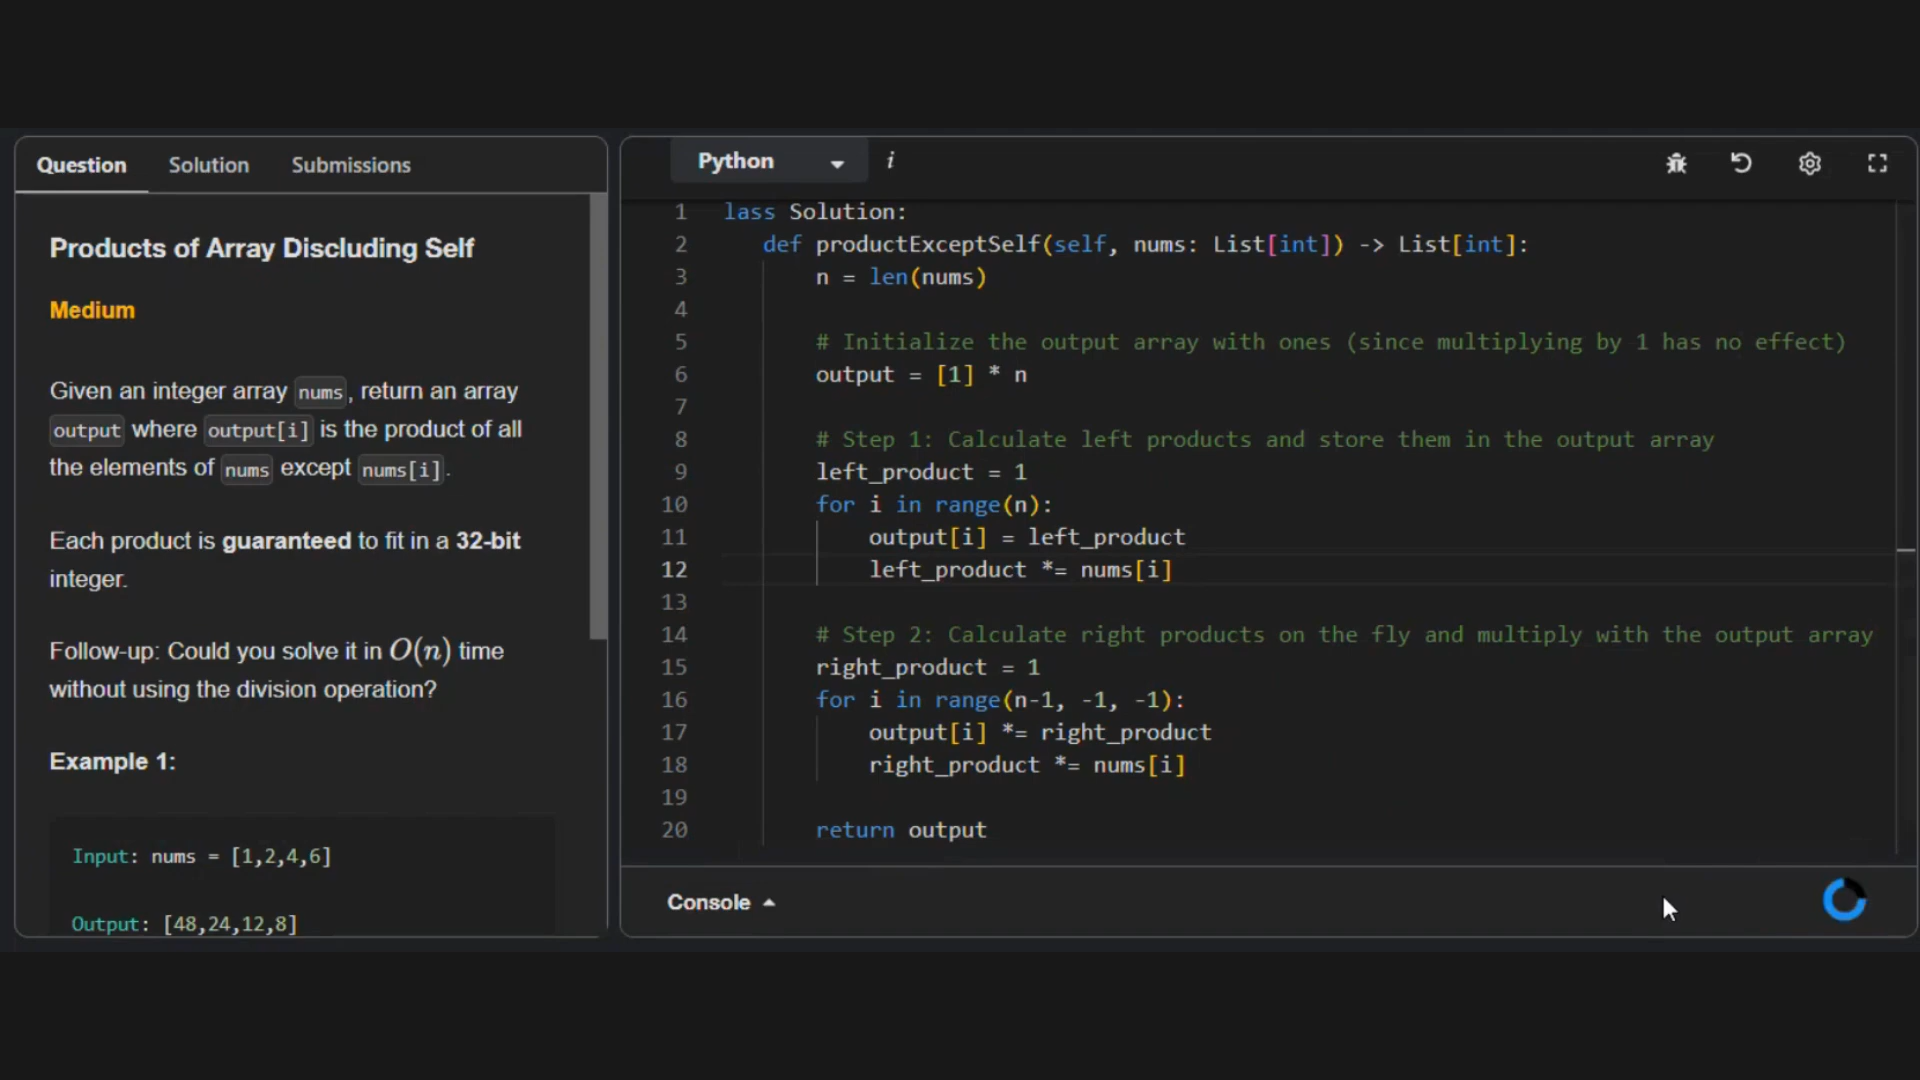 Question Solution Submissions
Products of Array Discluding Self
Medium
Given an integer array nums, return an array
output where output[i] is the product of all
the elements of nums except nums[i].
Each product is guaranteed to fit in a 32-bit
integer.
Follow-up: Could you solve it in O(n) time
without using the division operation?
Example 1:
Input: nums = [1,2,4,6]
Output: [48,24,12,8]
Python i
1 lass Solution:
2 def productExceptSelf(self, nums: List[int]) -> List[int]:
3 n = len(nums)
4
5 # Initialize the output array with ones (since multiplying by 1 has no effect)
6 output = [1] * n
7
8 # Step 1: Calculate left products and store them in the output array
9 left_product = 1
10 for i in range(n):
11 output[i] = left_product
12 left_product *= nums[i]
13
14 # Step 2: Calculate right products on the fly and multiply with the output array
15 right_product = 1
16 for i in range(n-1, -1, -1):
17 output[i] *= right_product
18 right_product *= nums[i]
19
20 return output
Console